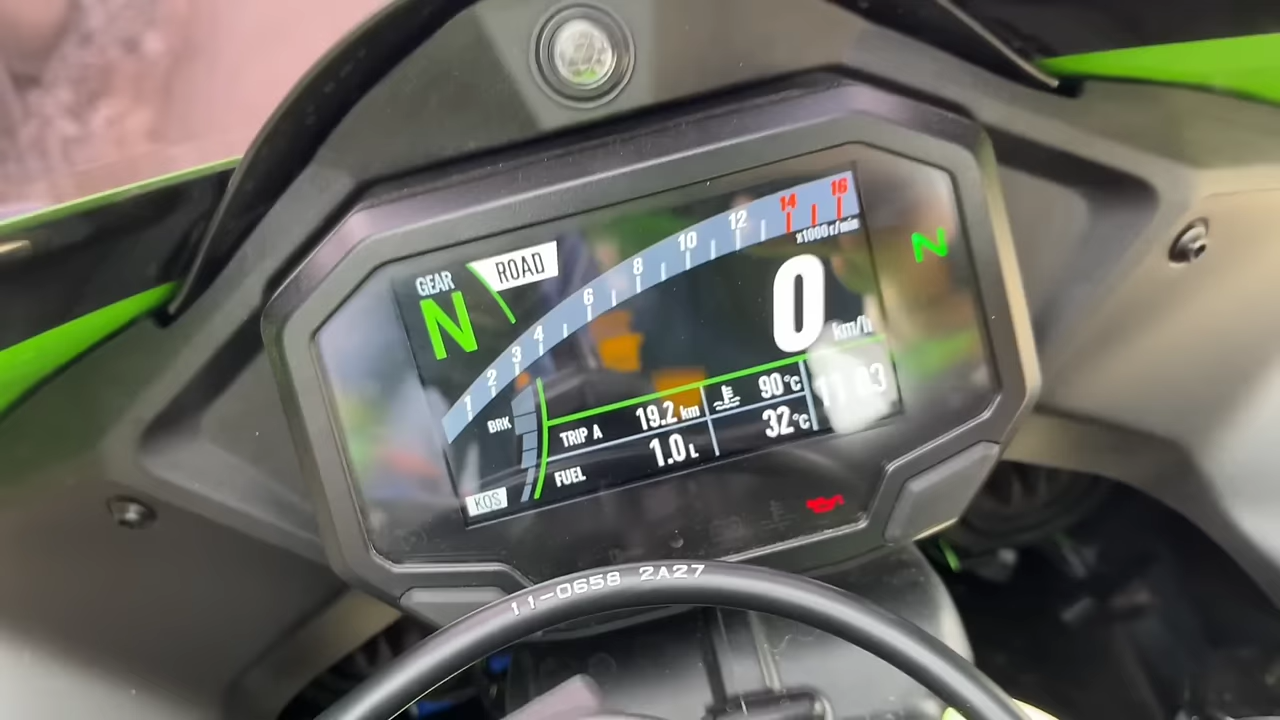 GEAR
N
ROAD
1 2 3 4 6 8 10 12 14 16
x1000 r/min
0
km/h
N
BRK
TRIP A 19.2 km
90°C
FUEL 1.0 L
32°C
KQS
11-0658 2A27